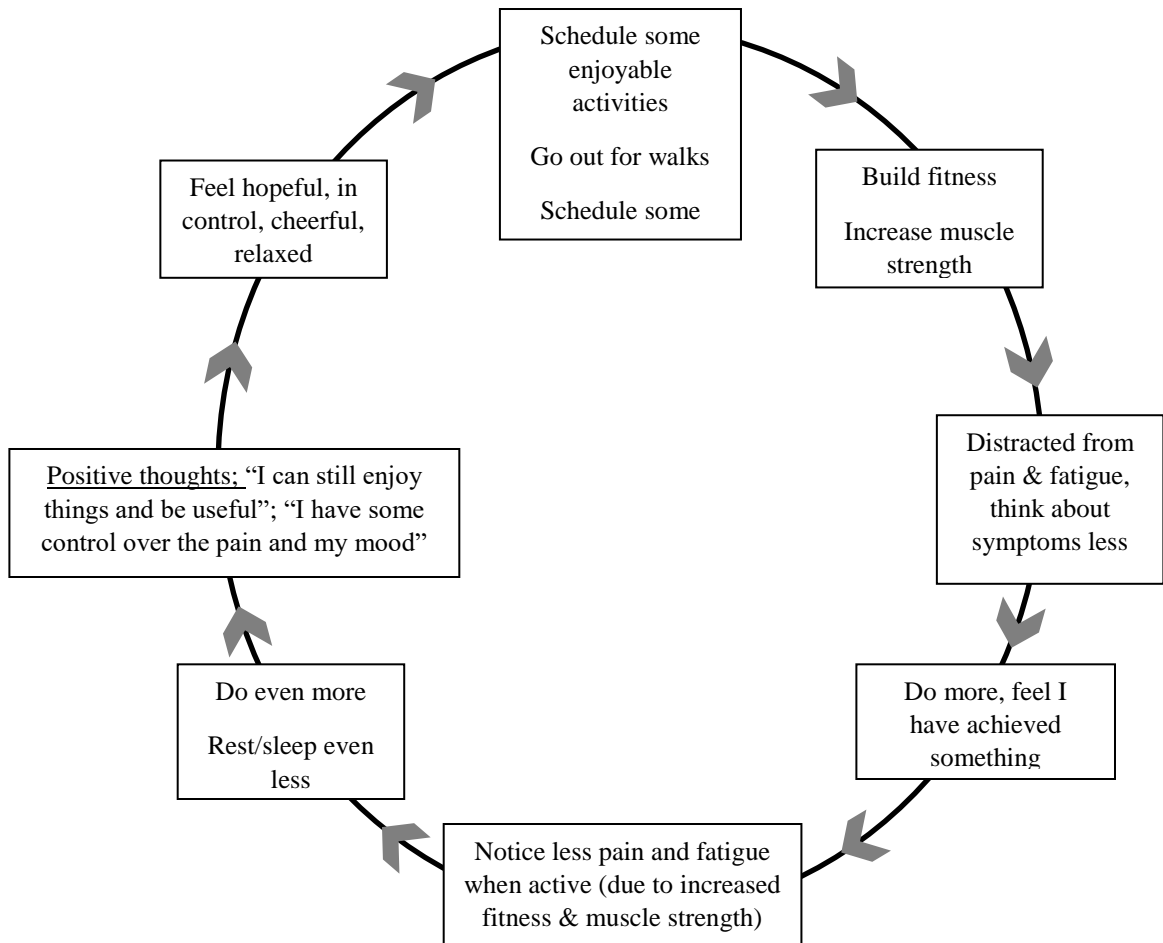 Schedule some
enjoyable
activities
Go out for walks
Schedule some
Build fitness
Increase muscle
strength
Distracted from
pain & fatigue,
think about
symptoms less
Do more, feel I
have achieved
something
Notice less pain and fatigue
when active (due to increased
fitness & muscle strength)
Do even more
Rest/sleep even
less
Positive thoughts; “I can still enjoy
things and be useful”; “I have some
control over the pain and my mood”
Feel hopeful, in
control, cheerful,
relaxed